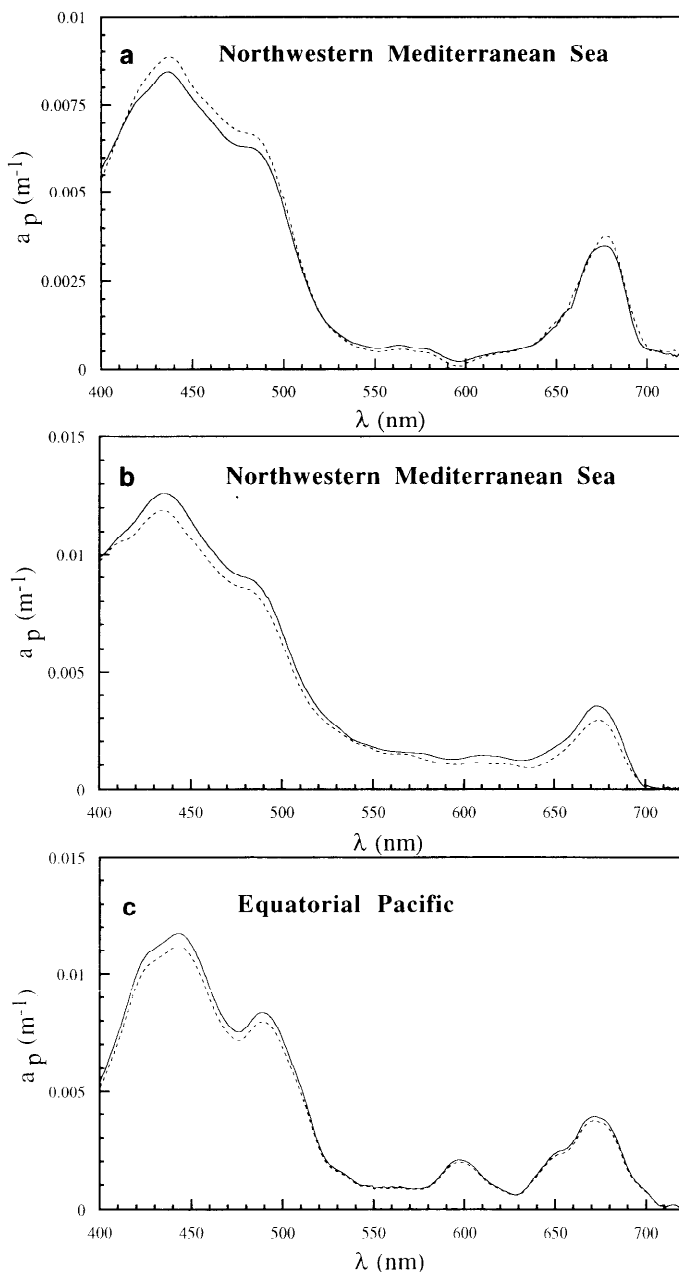 0.01
a Northwestern Mediterranean Sea
0.0075
0.005
0.0025
0
a p (m-1)
400 450 500 550 600 650 700
λ (nm)
0.015
b Northwestern Mediterranean Sea
0.01
0.005
0
a p (m-1)
400 450 500 550 600 650 700
λ (nm)
0.015
c Equatorial Pacific
0.01
0.005
0
a p (m-1)
400 450 500 550 600 650 700
λ (nm)